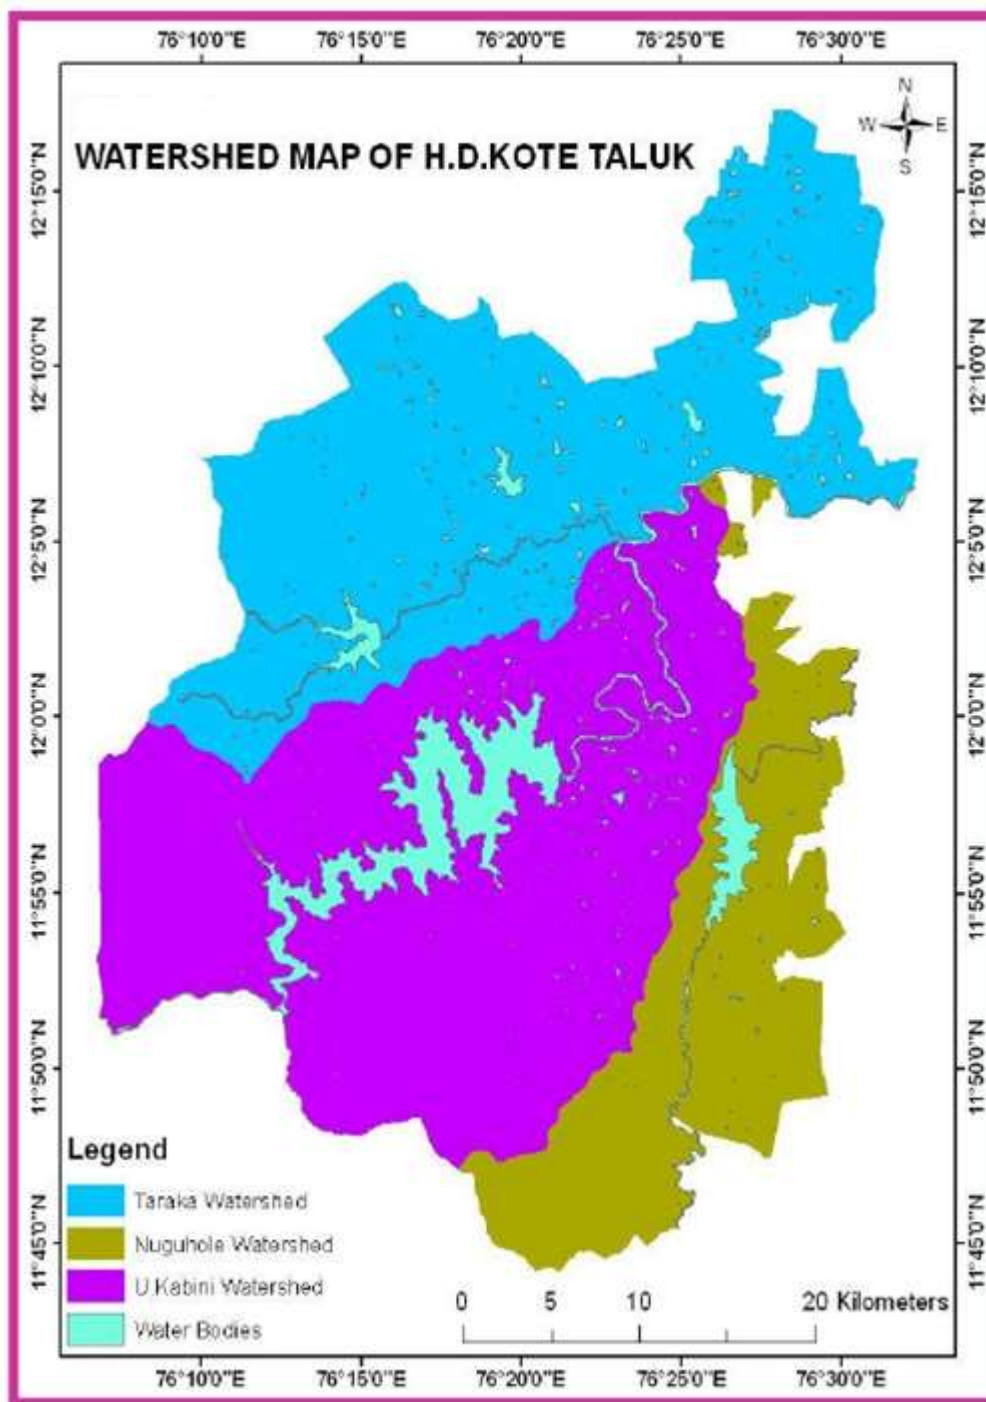 76°10'0"E 76°15'0"E 76°20'0"E 76°25'0"E 76°30'0"E
N
W E
S
WATERSHED MAP OF H.D.KOTE TALUK
12°15'0"N 12°15'0"N
12°10'0"N 12°10'0"N
12°5'0"N 12°5'0"N
12°0'0"N 12°0'0"N
11°55'0"N 11°55'0"N
11°50'0"N 11°50'0"N
11°45'0"N 11°45'0"N
Legend
Taraka Watershed
Nuguhole Watershed
U.Kabini Watershed
Water Bodies
0 5 10 20 Kilometers
76°10'0"E 76°15'0"E 76°20'0"E 76°25'0"E 76°30'0"E